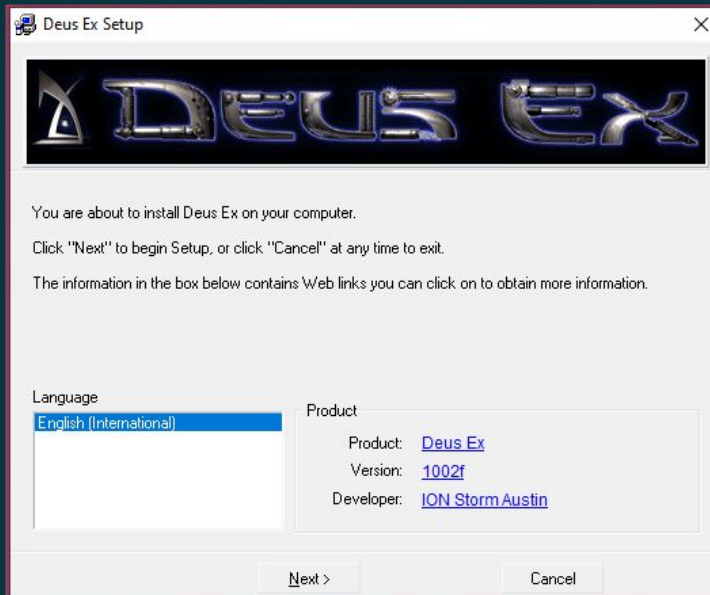 Deus Ex Setup
DEUS EX
You are about to install Deus Ex on your computer.
Click "Next" to begin Setup, or click "Cancel" at any time to exit.
The information in the box below contains Web links you can click on to obtain more information.
Language
English (International)
Product
Product: Deus Ex
Version: 1002f
Developer: ION Storm Austin
Next >
Cancel